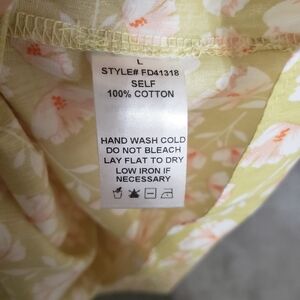 L
STYLE# FD41318
SELF
100% COTTON
HAND WASH COLD
DO NOT BLEACH
LAY FLAT TO DRY
LOW IRON IF
NECESSARY